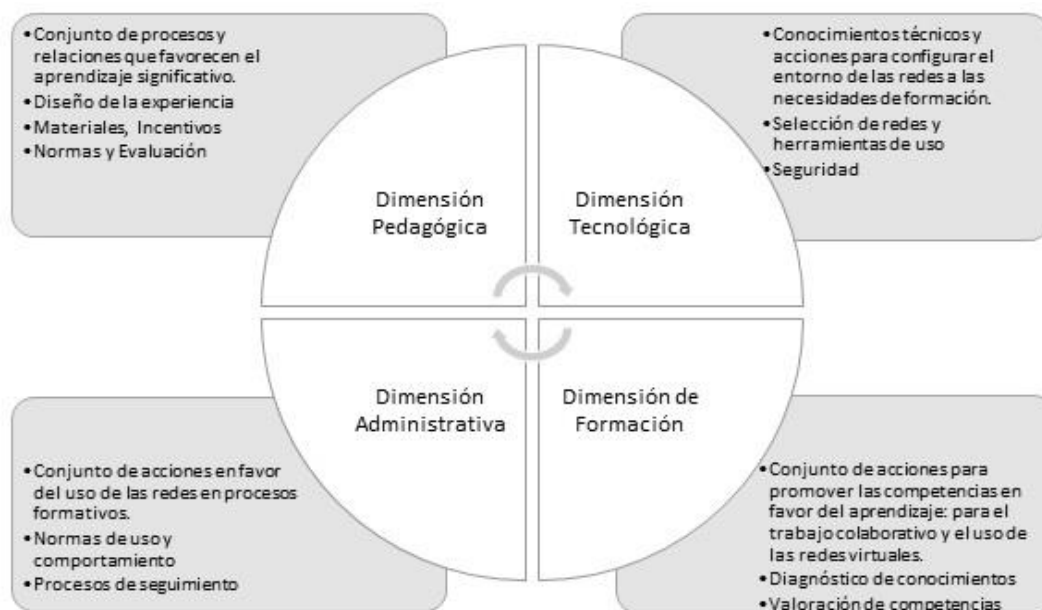 •Conjunto de procesos y
relaciones que favorecen el
aprendizaje significativo.
•Diseño de la experiencia
•Materiales, Incentivos
•Normas y Evaluación
•Conocimientos técnicos y
acciones para configurar el
entorno de las redes a las
necesidades de formación.
•Selección de redes y
herramientas de uso
•Seguridad
Dimensión
Pedagógica
Dimensión
Tecnológica
Dimensión
Administrativa
Dimensión de
Formación
•Conjunto de acciones en favor
del uso de las redes en procesos
formativos.
•Normas de uso y
comportamiento
•Procesos de seguimiento
•Conjunto de acciones para
promover las competencias en
favor del aprendizaje: para el
trabajo colaborativo y el uso de
las redes virtuales.
•Diagnóstico de conocimientos
•Valoración de competencias